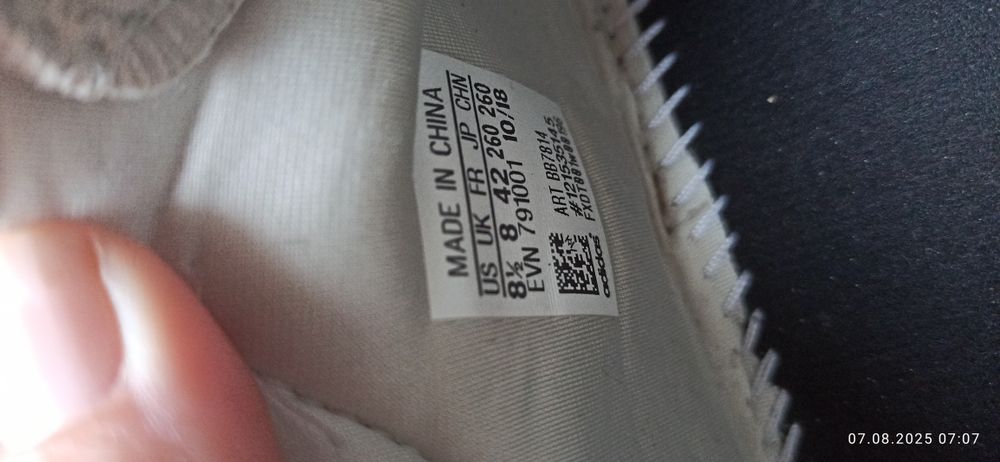 MADE IN CHINA
US UK FR JP CHN
8½ 8 42 260 260
EVN 791001 10/18
ART BB7814
#1215351445
adidas
07.08.2025 07:07